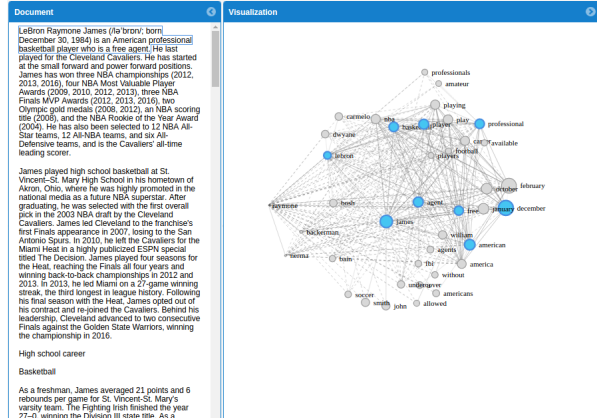 Document
LeBron Raymone James (/ləˈbrɒn/; born
December 30, 1984) is an American professional
basketball player who is a free agent. He last
played for the Cleveland Cavaliers. He has started
at the small forward and power forward positions.
James has won three NBA championships (2012,
2013, 2016), four NBA Most Valuable Player
Awards (2009, 2010, 2012, 2013), three NBA
Finals MVP Awards (2012, 2013, 2016), two
Olympic gold medals (2008, 2012), an NBA scoring
title (2008), and the NBA Rookie of the Year Award
(2004). He has also been selected to 12 NBA All-
Star teams, 12 All-NBA teams, and six All-
Defensive teams, and is the Cavaliers' all-time
leading scorer.
James played high school basketball at St.
Vincent–St. Mary High School in his hometown of
Akron, Ohio, where he was highly promoted in the
national media as a future NBA superstar. After
graduating, he was selected with the first overall
pick in the 2003 NBA draft by the Cleveland
Cavaliers. James led Cleveland to the franchise's
first Finals appearance in 2007, losing to the San
Antonio Spurs. In 2010, he left the Cavaliers for the
Miami Heat in a highly publicized ESPN special
titled The Decision. James played four seasons for
the Heat, reaching the Finals all four years and
winning back-to-back championships in 2012 and
2013. In 2013, he led Miami on a 27-game winning
streak, the third longest in league history. Following
his final season with the Heat, James opted out of
his contract and re-joined the Cavaliers. Behind his
leadership, Cleveland advanced to two consecutive
Finals against the Golden State Warriors, winning
the championship in 2016.
High school career
Basketball
As a freshman, James averaged 21 points and 6
rebounds per game for St. Vincent-St. Mary's
varsity team. The Fighting Irish finished the year
27–0, winning the Division III state title. As a
Visualization
professionals
amateur
playing
carmelo
nba
basketball
player
play
professional
dwyane
available
football
lebron
players
february
october
raymone
bosh
agent
free
january
december
james
hackerman
william
american
agents
nerma
bain
fbi
america
without
undercover
americans
soccer
smith
john
allowed